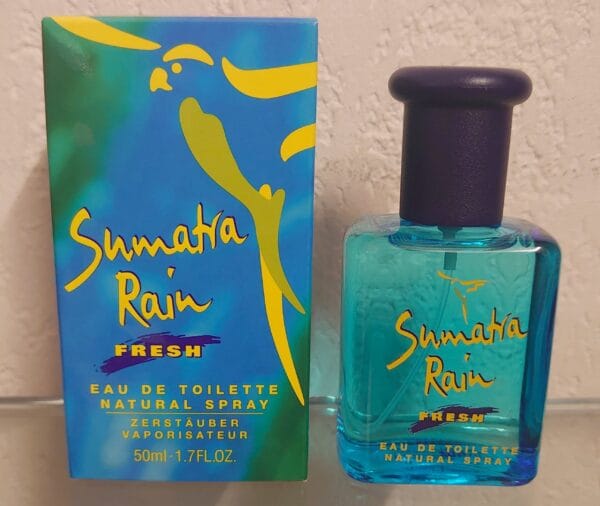 Sumatra
Rain
FRESH
EAU DE TOILETTE
NATURAL SPRAY
ZERSTÄUBER
VAPORISATEUR
50ml-1.7FL.OZ.
Sumatra
Rain
FRESH
EAU DE TOILETTE
NATURAL SPRAY